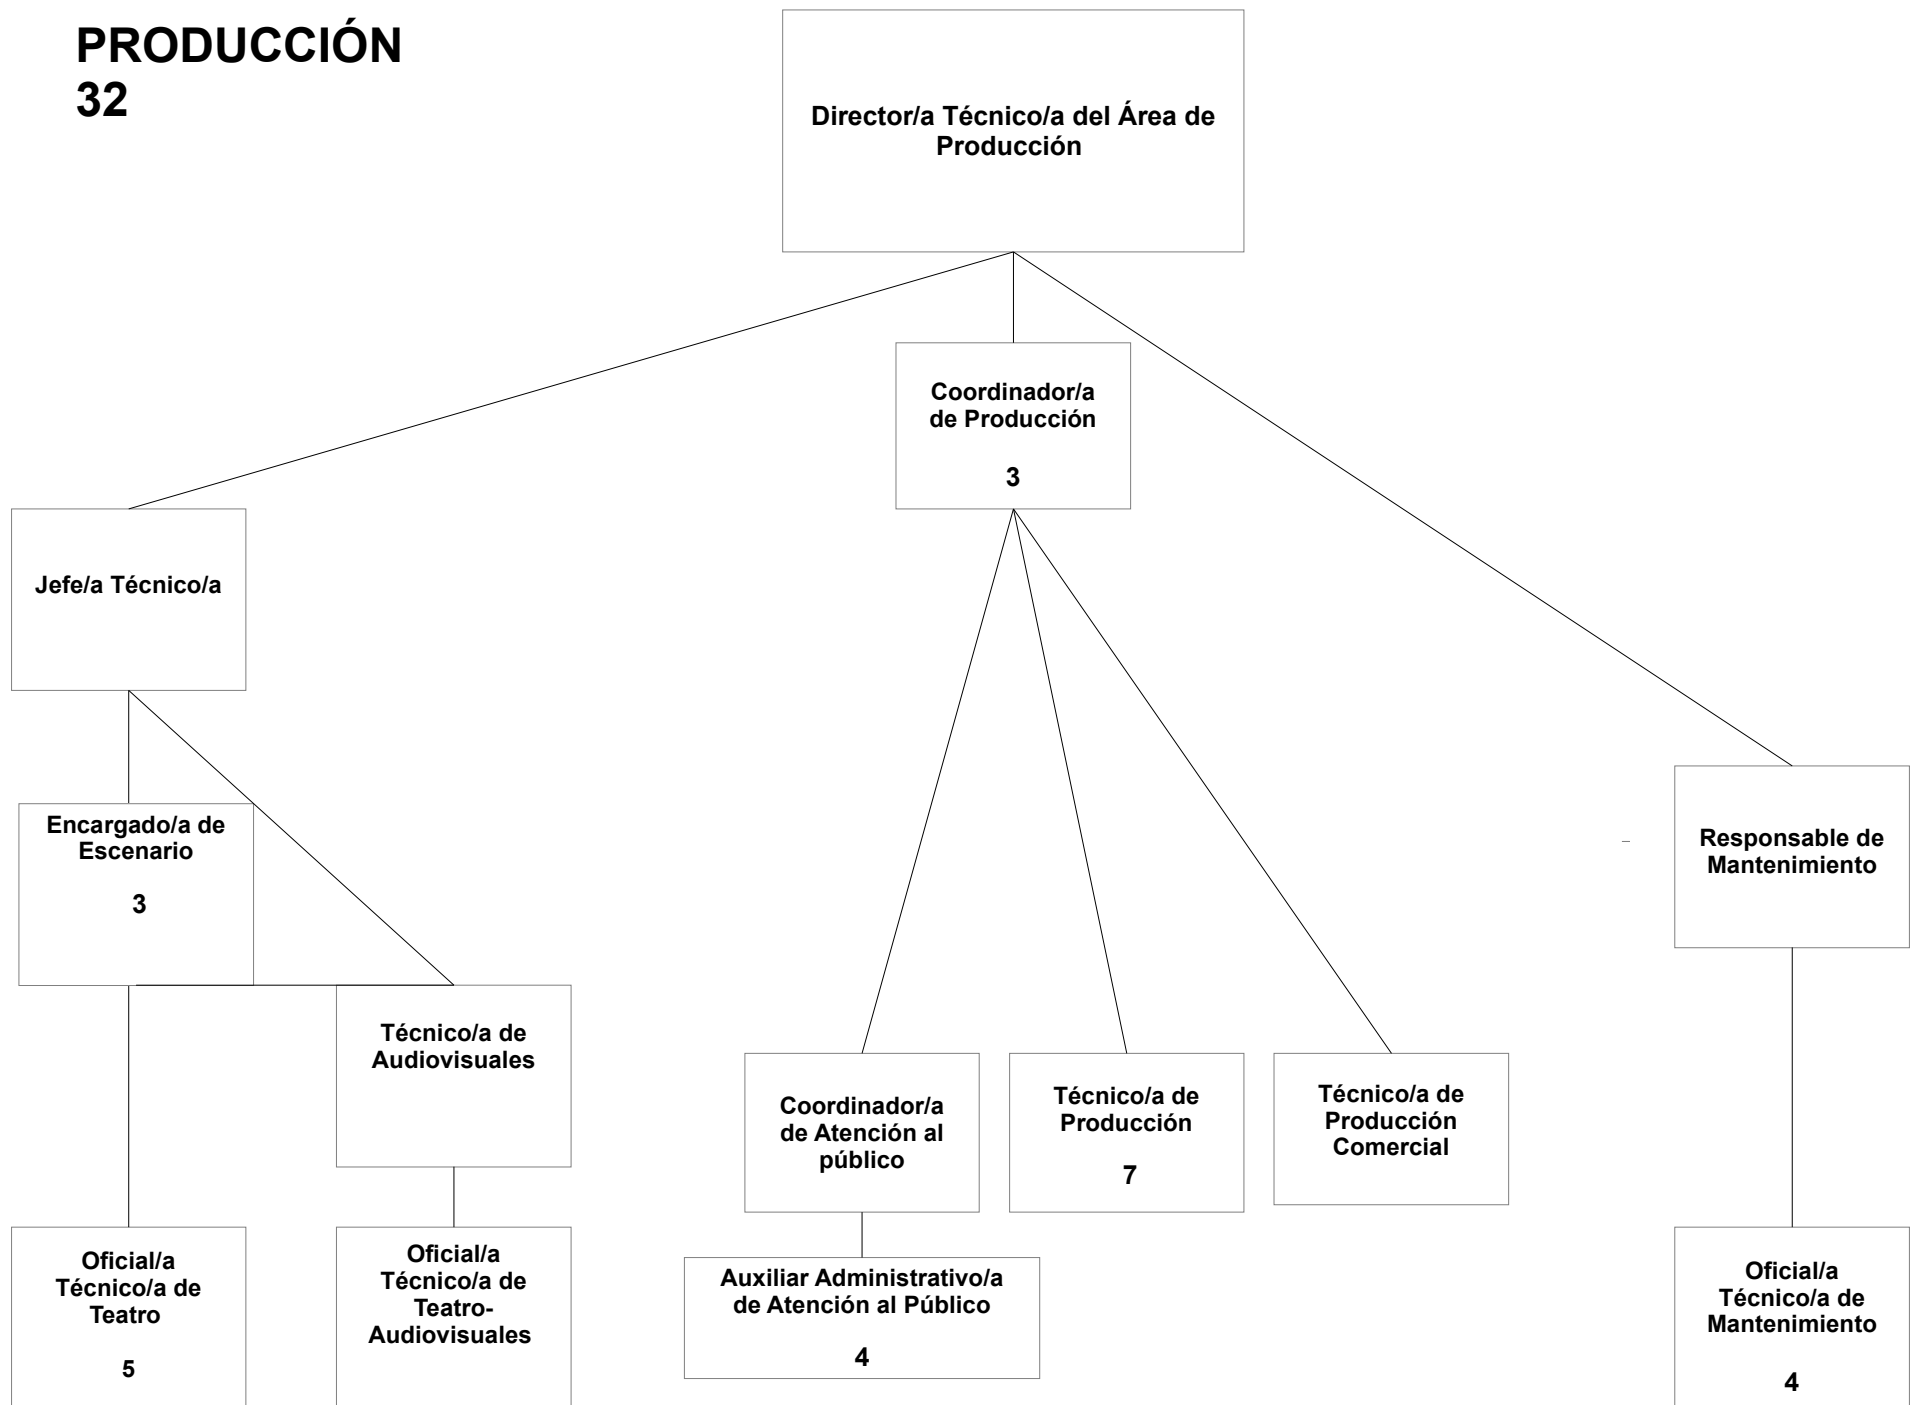 PRODUCCIÓN
32
Director/a Técnico/a del Área de
Producción
Coordinador/a
de Producción
3
Jefe/a Técnico/a
Encargado/a de
Escenario
3
Responsable de
Mantenimiento
Técnico/a de
Audiovisuales
Coordinador/a
de Atención al
público
Técnico/a de
Producción
7
Técnico/a de
Producción
Comercial
Oficial/a
Técnico/a de
Teatro
5
Oficial/a
Técnico/a de
Teatro-
Audiovisuales
Auxiliar Administrativo/a
de Atención al Público
4
Oficial/a
Técnico/a de
Mantenimiento
4